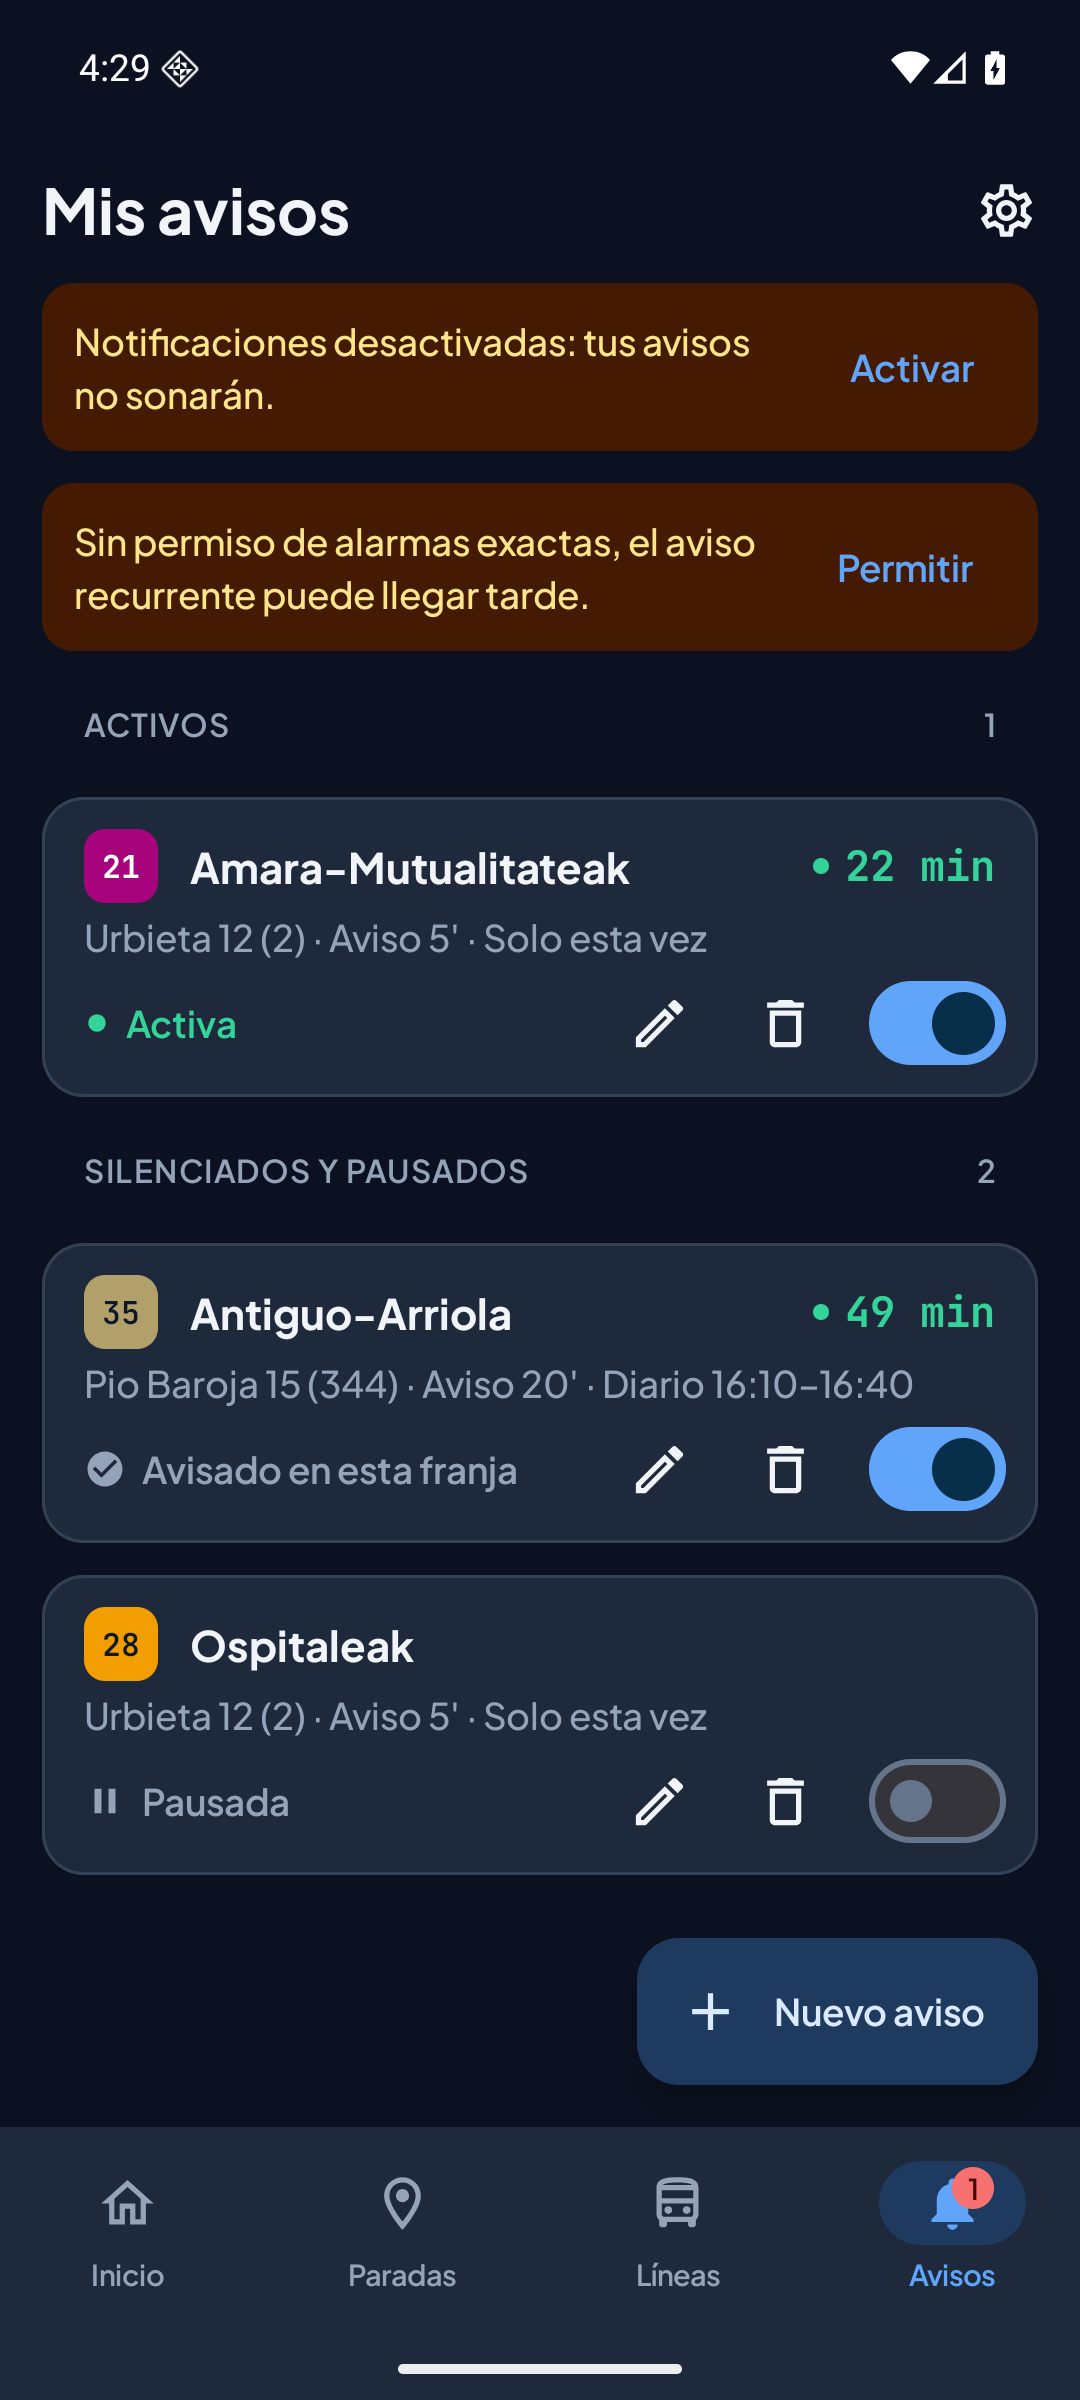 4:29
Mis avisos
Notificaciones desactivadas: tus avisos
no sonarán.
Activar
Sin permiso de alarmas exactas, el aviso
recurrente puede llegar tarde.
Permitir
ACTIVOS 1
21 Amara-Mutualitateak 22 min
Urbieta 12 (2) · Aviso 5' · Solo esta vez
Activa
SILENCIADOS Y PAUSADOS 2
35 Antiguo-Arriola 49 min
Pio Baroja 15 (344) · Aviso 20' · Diario 16:10–16:40
Avisado en esta franja
28 Ospitaleak
Urbieta 12 (2) · Aviso 5' · Solo esta vez
Pausada
Nuevo aviso
1
Inicio Paradas Líneas Avisos